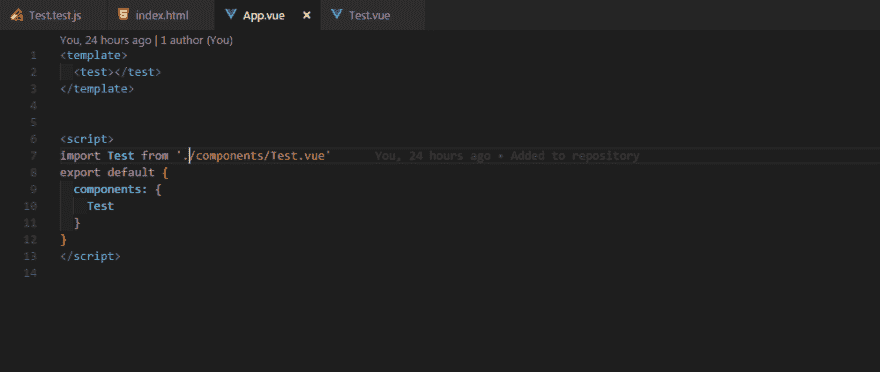 Test.test.js index.html App.vue × Test.vue
You, 24 hours ago | 1 author (You)
1 <template>
2 <test></test>
3 </template>
4
5
6 <script>
7 import Test from './components/Test.vue' You, 24 hours ago • Added to repository
8 export default {
9 components: {
10 Test
11 }
12 }
13 </script>
14